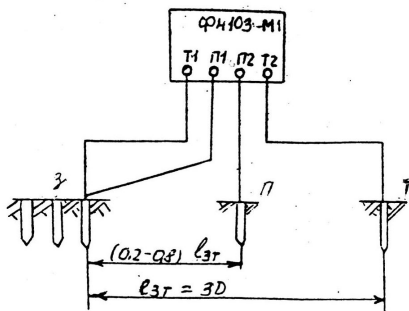 Ф4103-М1
Т1 П1 П2 Т2
З П Т
(0.2-0.8) ℓзт
ℓзт = 3D